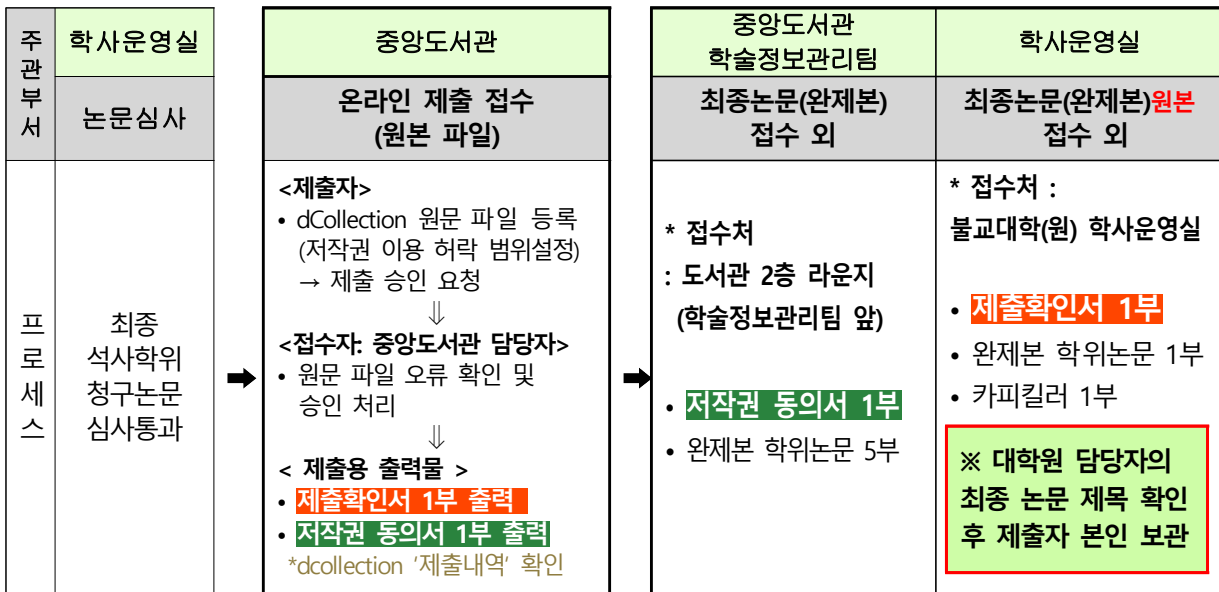 주관부서
학사운영실
중앙도서관
중앙도서관
학술정보관리팀
학사운영실
논문심사
온라인 제출 접수
(원본 파일)
최종논문(완제본)
접수 외
최종논문(완제본)원본
접수 외
프로세스
최종
석사학위
청구논문
심사통과
➡
<제출자>
• dCollection 원문 파일 등록
(저작권 이용 허락 범위설정)
→ 제출 승인 요청
⇓
<접수자: 중앙도서관 담당자>
• 원문 파일 오류 확인 및
승인 처리
⇓
< 제출용 출력물 >
• 제출확인서 1부 출력
• 저작권 동의서 1부 출력
*dcollection ‘제출내역’ 확인
➡
* 접수처
: 도서관 2층 라운지
(학술정보관리팀 앞)
• 저작권 동의서 1부
• 완제본 학위논문 5부
* 접수처 :
불교대학(원) 학사운영실
• 제출확인서 1부
• 완제본 학위논문 1부
• 카피킬러 1부
※ 대학원 담당자의
최종 논문 제목 확인
후 제출자 본인 보관